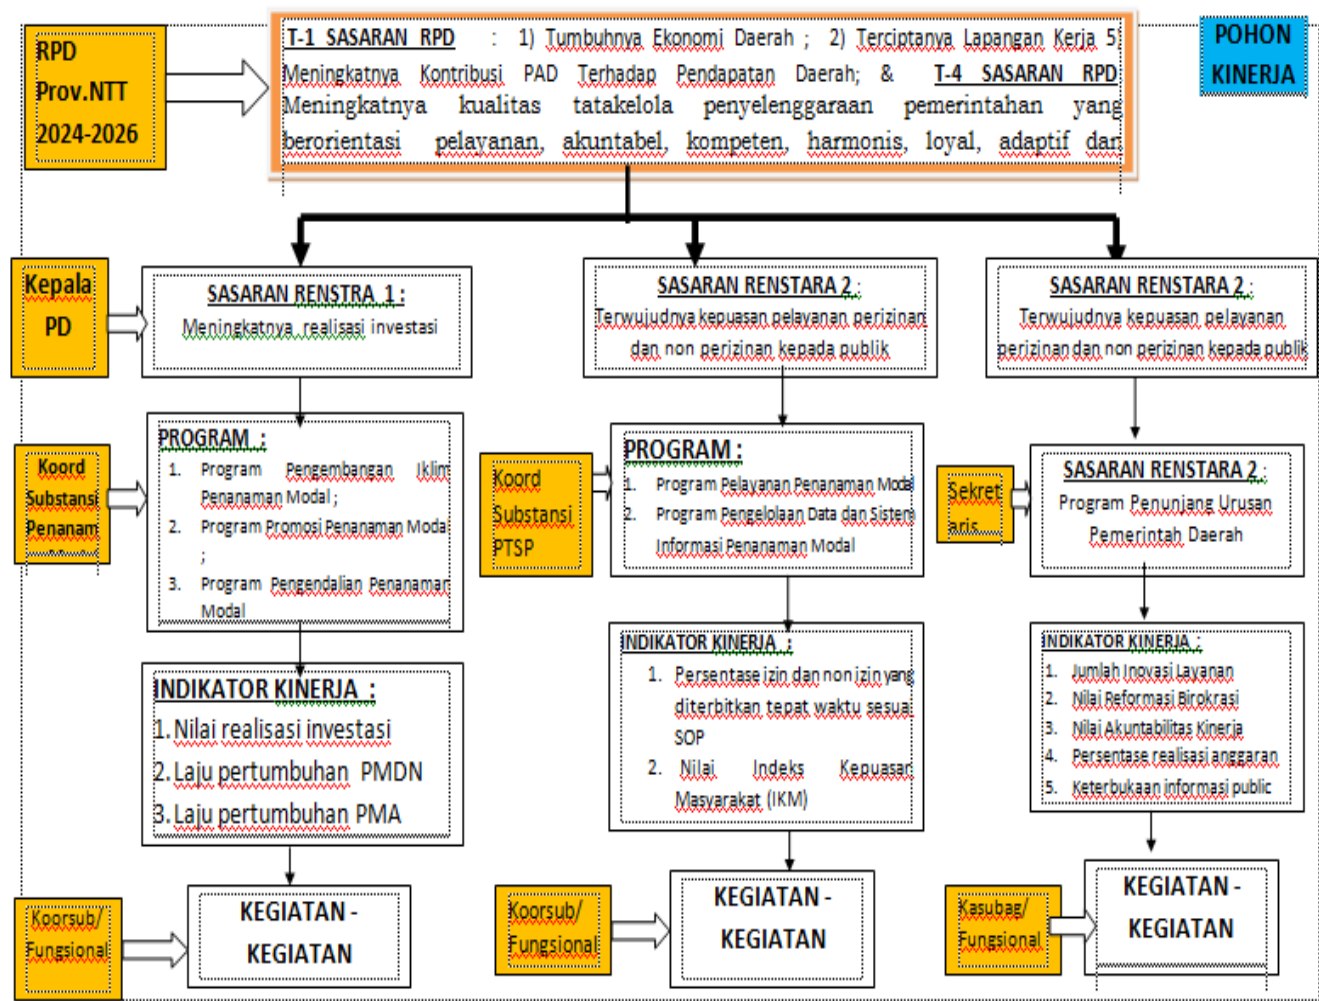 RPD
Prov.NTT
2024-2026
T-1 SASARAN RPD : 1) Tumbuhnya Ekonomi Daerah ; 2) Terciptanya Lapangan Kerja 5)
Meningkatnya Kontribusi PAD Terhadap Pendapatan Daerah; & T-4 SASARAN RPD
Meningkatnya kualitas tatakelola penyelenggaraan pemerintahan yang
berorientasi pelayanan, akuntabel, kompeten, harmonis, loyal, adaptif dan
POHON
KINERJA
Kepala
PD
SASARAN RENSTRA 1 :
Meningkatnya realisasi investasi
SASARAN RENSTARA 2 :
Terwujudnya kepuasan pelayanan perizinan
dan non perizinan kepada publik
SASARAN RENSTARA 2 :
Terwujudnya kepuasan pelayanan
perizinan dan non perizinan kepada publik
Koord
Substansi
Penanam
PROGRAM :
1. Program Pengembangan Iklim
Penanaman Modal ;
2. Program Promosi Penanaman Modal
;
3. Program Pengendalian Penanaman
Modal
Koord
Substansi
PTSP
PROGRAM :
1. Program Pelayanan Penanaman Modal
2. Program Pengelolaan Data dan Sistem
Informasi Penanaman Modal
Sekret
aris
SASARAN RENSTARA 2 :
Program Penunjang Urusan
Pemerintah Daerah
INDIKATOR KINERJA :
1. Nilai realisasi investasi
2. Laju pertumbuhan PMDN
3. Laju pertumbuhan PMA
INDIKATOR KINERJA :
1. Persentase izin dan non izin yang
diterbitkan tepat waktu sesuai
SOP
2. Nilai Indeks Kepuasan
Masyarakat (IKM)
INDIKATOR KINERJA :
1. Jumlah Inovasi Layanan
2. Nilai Reformasi Birokrasi
3. Nilai Akuntabilitas Kinerja
4. Persentase realisasi anggaran
5. Keterbukaan informasi public
Koorsub/
Fungsional
KEGIATAN -
KEGIATAN
Koorsub/
Fungsional
KEGIATAN -
KEGIATAN
Kasubag/
Fungsional
KEGIATAN -
KEGIATAN